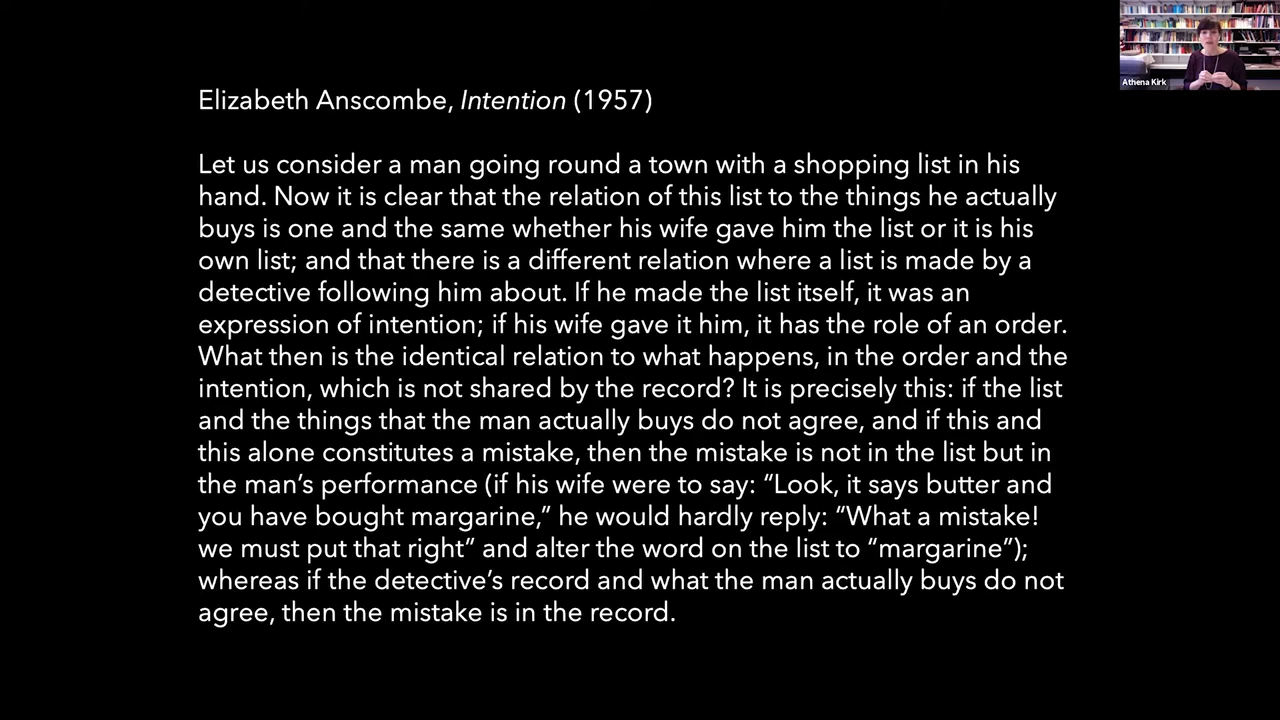 Athena Kirk
Elizabeth Anscombe, Intention (1957)
Let us consider a man going round a town with a shopping list in his
hand. Now it is clear that the relation of this list to the things he actually
buys is one and the same whether his wife gave him the list or it is his
own list; and that there is a different relation where a list is made by a
detective following him about. If he made the list itself, it was an
expression of intention; if his wife gave it him, it has the role of an order.
What then is the identical relation to what happens, in the order and the
intention, which is not shared by the record? It is precisely this: if the list
and the things that the man actually buys do not agree, and if this and
this alone constitutes a mistake, then the mistake is not in the list but in
the man’s performance (if his wife were to say: “Look, it says butter and
you have bought margarine,” he would hardly reply: “What a mistake!
we must put that right” and alter the word on the list to “margarine”);
whereas if the detective’s record and what the man actually buys do not
agree, then the mistake is in the record.